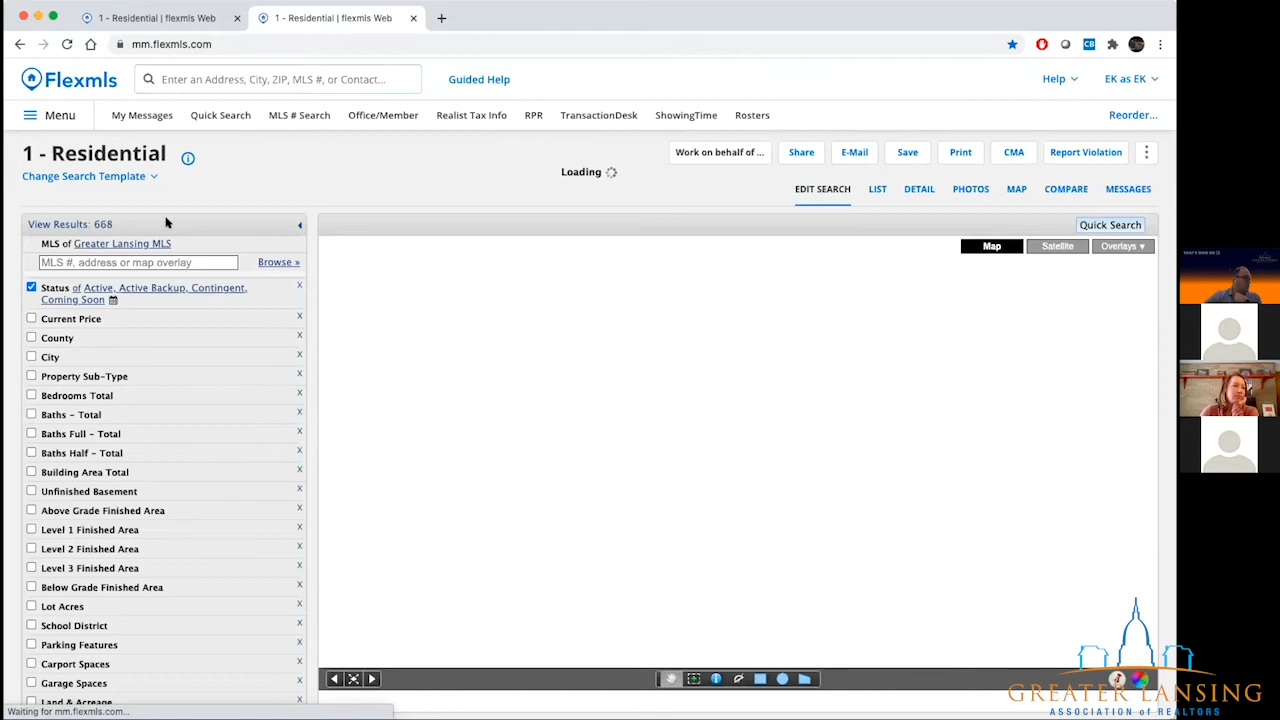 1 - Residential | flexmls Web
1 - Residential | flexmls Web
mm.flexmls.com
CB
Flexmls
Enter an Address, City, ZIP, MLS #, or Contact...
Guided Help
Help
EK as EK
Menu
My Messages
Quick Search
MLS # Search
Office/Member
Realist Tax Info
RPR
TransactionDesk
ShowingTime
Rosters
Reorder...
1 - Residential
Change Search Template
Loading
Work on behalf of ...
Share
E-Mail
Save
Print
CMA
Report Violation
EDIT SEARCH
LIST
DETAIL
PHOTOS
MAP
COMPARE
MESSAGES
View Results: 668
Quick Search
MLS of Greater Lansing MLS
MLS #, address or map overlay
Browse »
Map
Satellite
Overlays ▾
Status of Active, Active Backup, Contingent, X
Coming Soon
Current Price X
County X
City X
Property Sub-Type X
Bedrooms Total X
Baths - Total X
Baths Full - Total X
Baths Half - Total X
Building Area Total X
Unfinished Basement X
Above Grade Finished Area X
Level 1 Finished Area X
Level 2 Finished Area X
Level 3 Finished Area X
Below Grade Finished Area X
Lot Acres X
School District X
Parking Features X
Carport Spaces X
Garage Spaces X
Land & Acreage
Waiting for mm.flexmls.com...
GREATER LANSING
ASSOCIATION of REALTORS